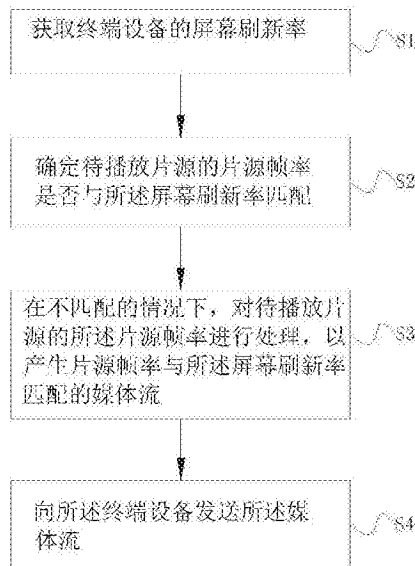 获取终端设备的屏幕刷新率
S1
确定待播放片源的片源帧率
是否与所述屏幕刷新率匹配
S2
在不匹配的情况下，对待播放片
源的所述片源帧率进行处理，以
产生片源帧率与所述屏幕刷新率
匹配的媒体流
S3
向所述终端设备发送所述媒
体流
S4